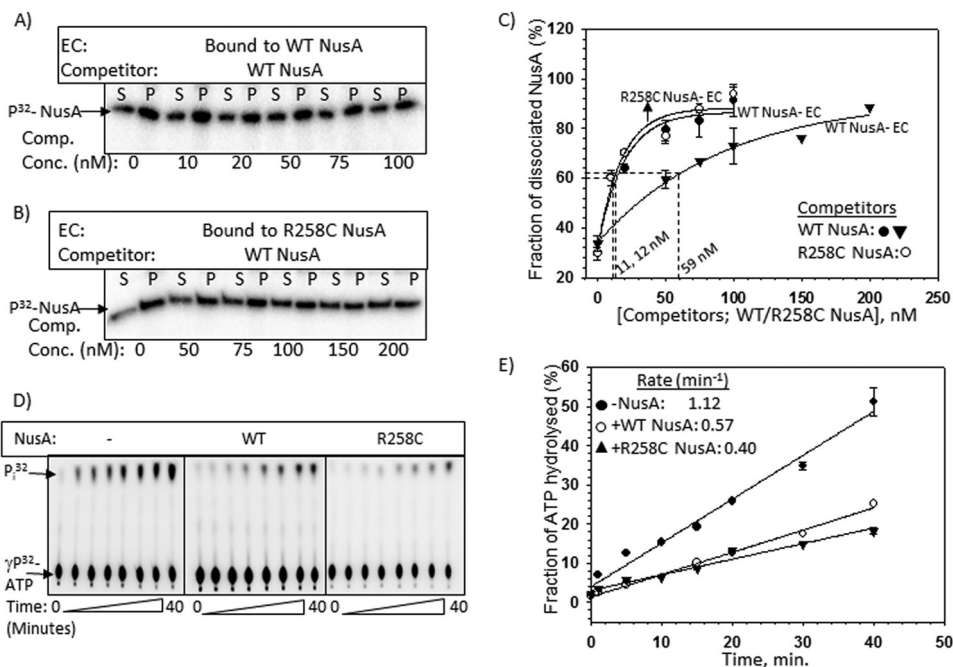 A)
EC: Bound to WT NusA
Competitor: WT NusA
S P S P S P S P S P S P
P³²- NusA
Comp.
Conc. (nM): 0 10 20 50 75 100
B)
EC: Bound to R258C NusA
Competitor: WT NusA
S P S P S P S P S P S P
P³²-NusA
Comp.
Conc. (nM): 0 50 75 100 150 200
C)
Fraction of dissociated NusA (%)
120
100
80
60
40
20
R258C NusA- EC
WT NusA- EC
WT NusA- EC
Competitors
WT NusA:
R258C NusA:
11, 12 nM
59 nM
0 50 100 150 200 250
[Competitors; WT/R258C NusA], nM
D)
NusA: - WT R258C
Pi³²
γP³²-
ATP
Time: 0 40 0 40 0 40
(Minutes)
E)
Fraction of ATP hydrolysed (%)
60
50
40
30
20
10
0
Rate (min⁻¹)
-NusA: 1.12
+WT NusA: 0.57
+R258C NusA: 0.40
0 10 20 30 40 50
Time, min.